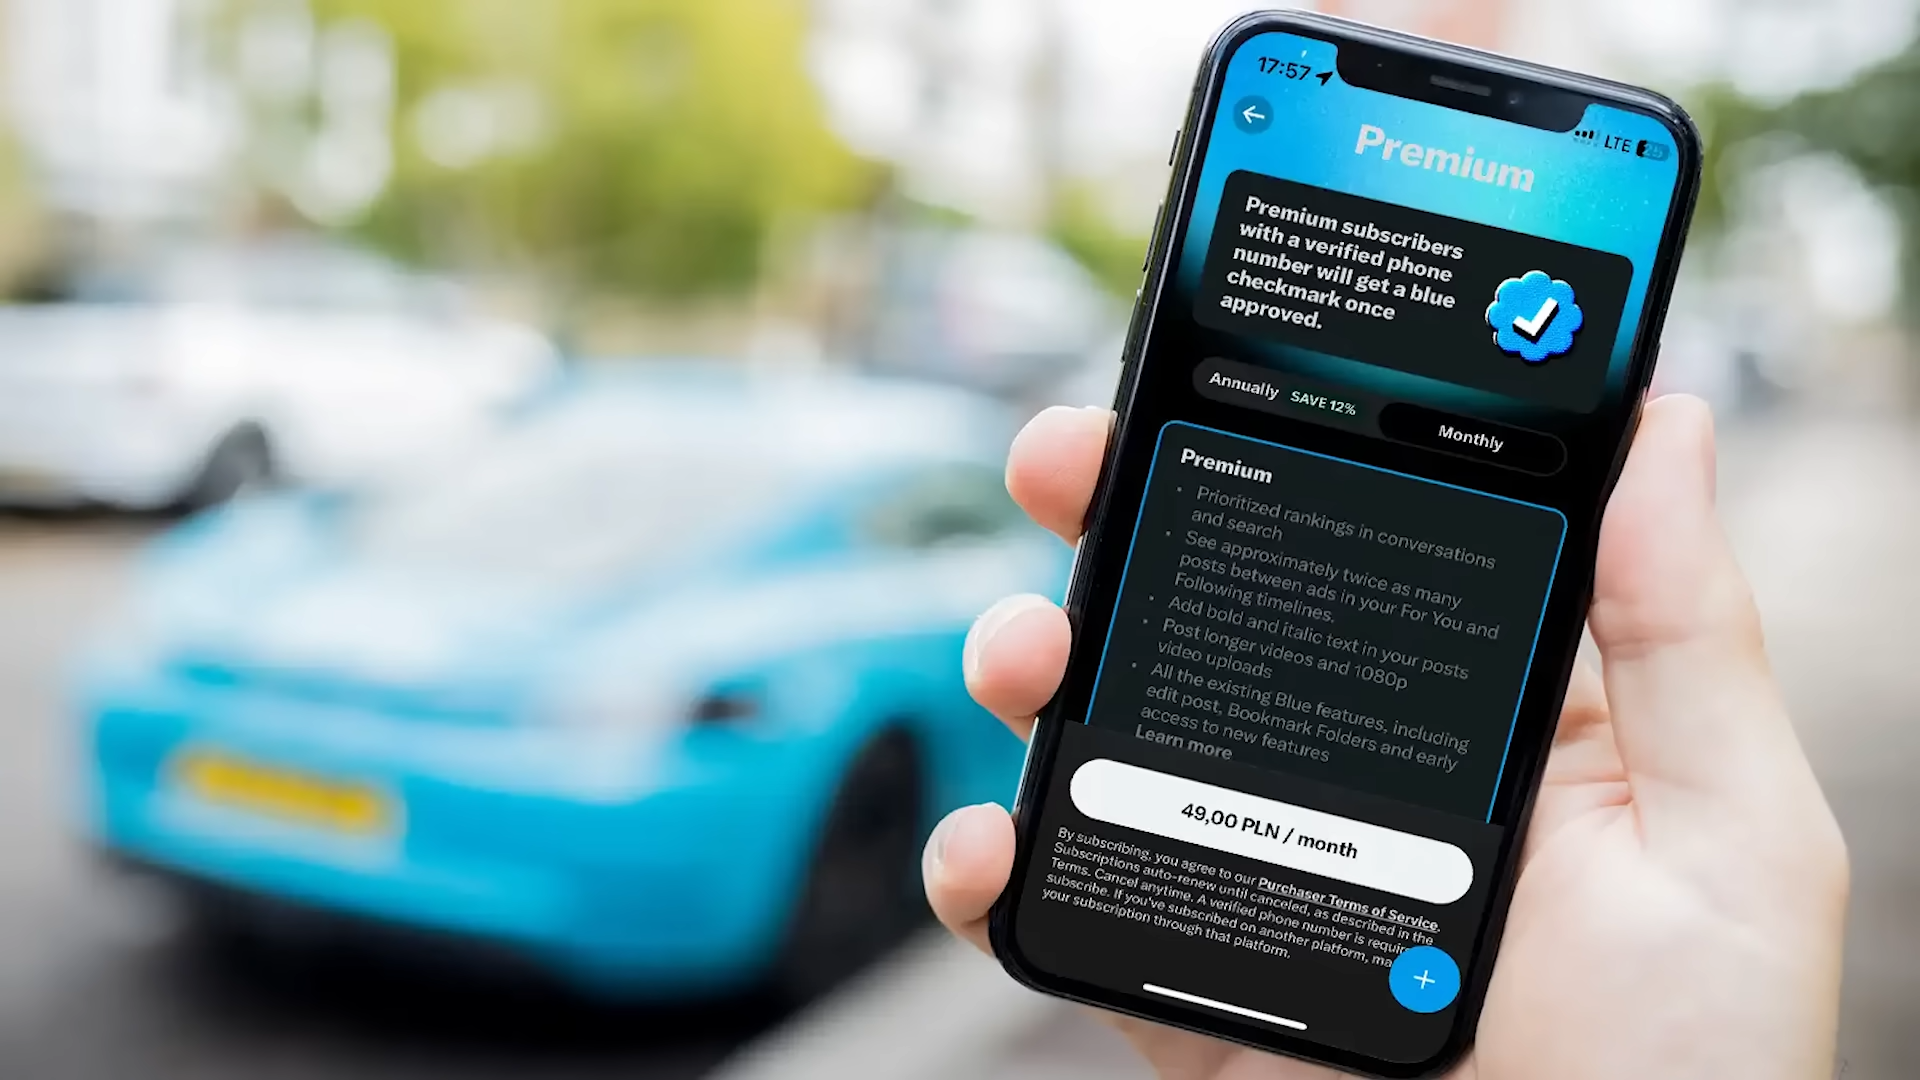 17:57
LTE 25
Premium
Premium subscribers
with a verified phone
number will get a blue
checkmark once
approved.
Annually SAVE 12%
Monthly
Premium
• Prioritized rankings in conversations
and search
• See approximately twice as many
posts between ads in your For You and
Following timelines.
• Add bold and italic text in your posts
• Post longer videos and 1080p
video uploads
• All the existing Blue features, including
edit post, Bookmark Folders and early
access to new features
Learn more
49,00 PLN / month
By subscribing, you agree to our Purchaser Terms of Service.
Subscriptions auto-renew until canceled, as described in the
Terms. Cancel anytime. A verified phone number is
subscribe. If you've subscribed on another platform,
your subscription through that platform.